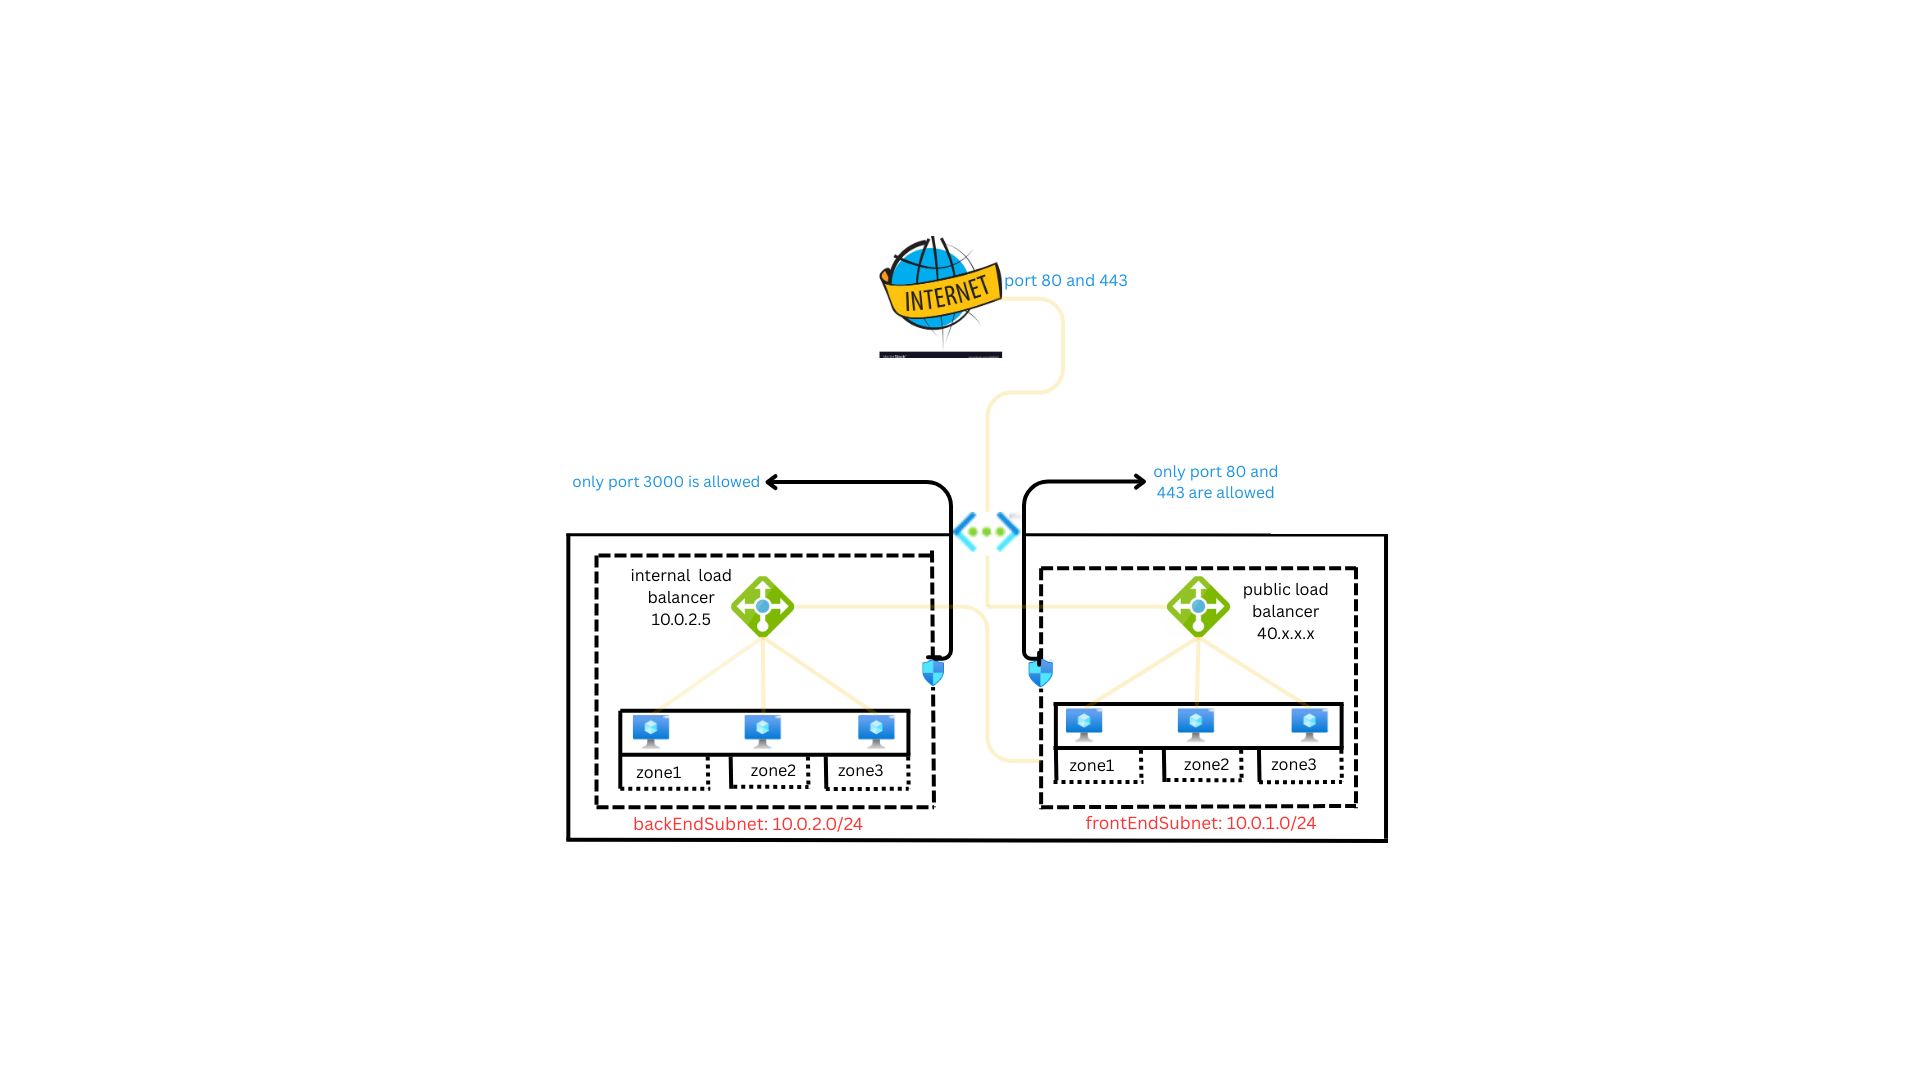 INTERNET
port 80 and 443
only port 3000 is allowed
only port 80 and
443 are allowed
internal load
balancer
10.0.2.5
public load
balancer
40.x.x.x
zone1
zone2
zone3
zone1
zone2
zone3
backEndSubnet: 10.0.2.0/24
frontEndSubnet: 10.0.1.0/24